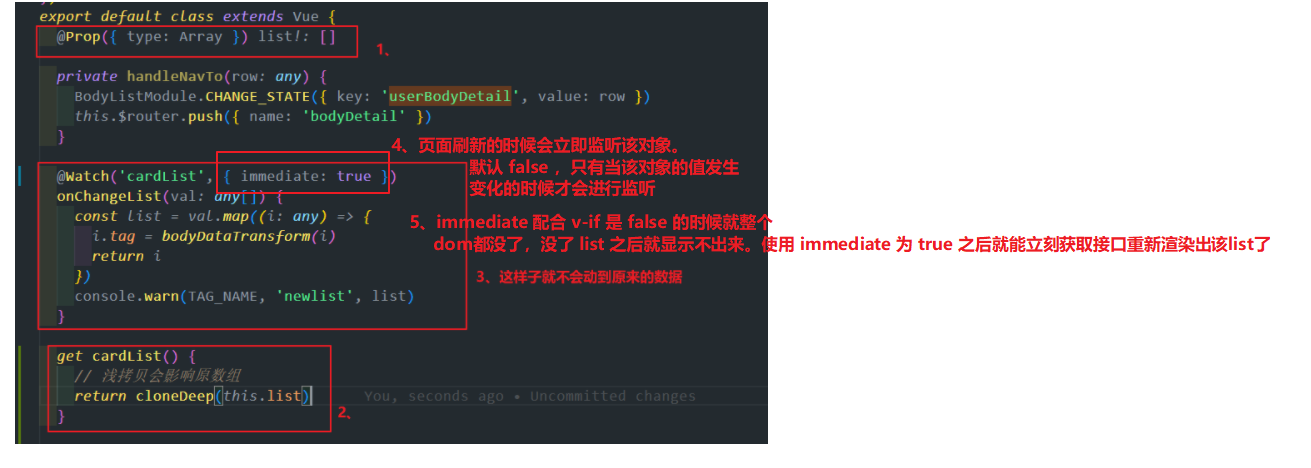 export default class extends Vue {
@Prop({ type: Array }) list!: []
1、
private handleNavTo(row: any) {
BodyListModule.CHANGE_STATE({ key: 'userBodyDetail', value: row })
this.$router.push({ name: 'bodyDetail' })
}
4、页面刷新的时候会立即监听该对象。
默认 false ，只有当该对象的值发生
变化的时候才会进行监听
@Watch('cardList', { immediate: true })
onChangeList(val: any[]) {
const list = val.map((i: any) => {
i.tag = bodyDataTransform(i)
return i
})
console.warn(TAG_NAME, 'newlist', list)
}
5、immediate 配合 v-if 是 false 的时候就整个
dom都没了，没了 list 之后就显示不出来。使用 immediate 为 true 之后就能立刻获取接口重新渲染出该list了
3、这样子就不会动到原来的数据
get cardList() {
// 浅拷贝会影响原数组
return cloneDeep(this.list)
You, seconds ago • Uncommitted changes
}
2、